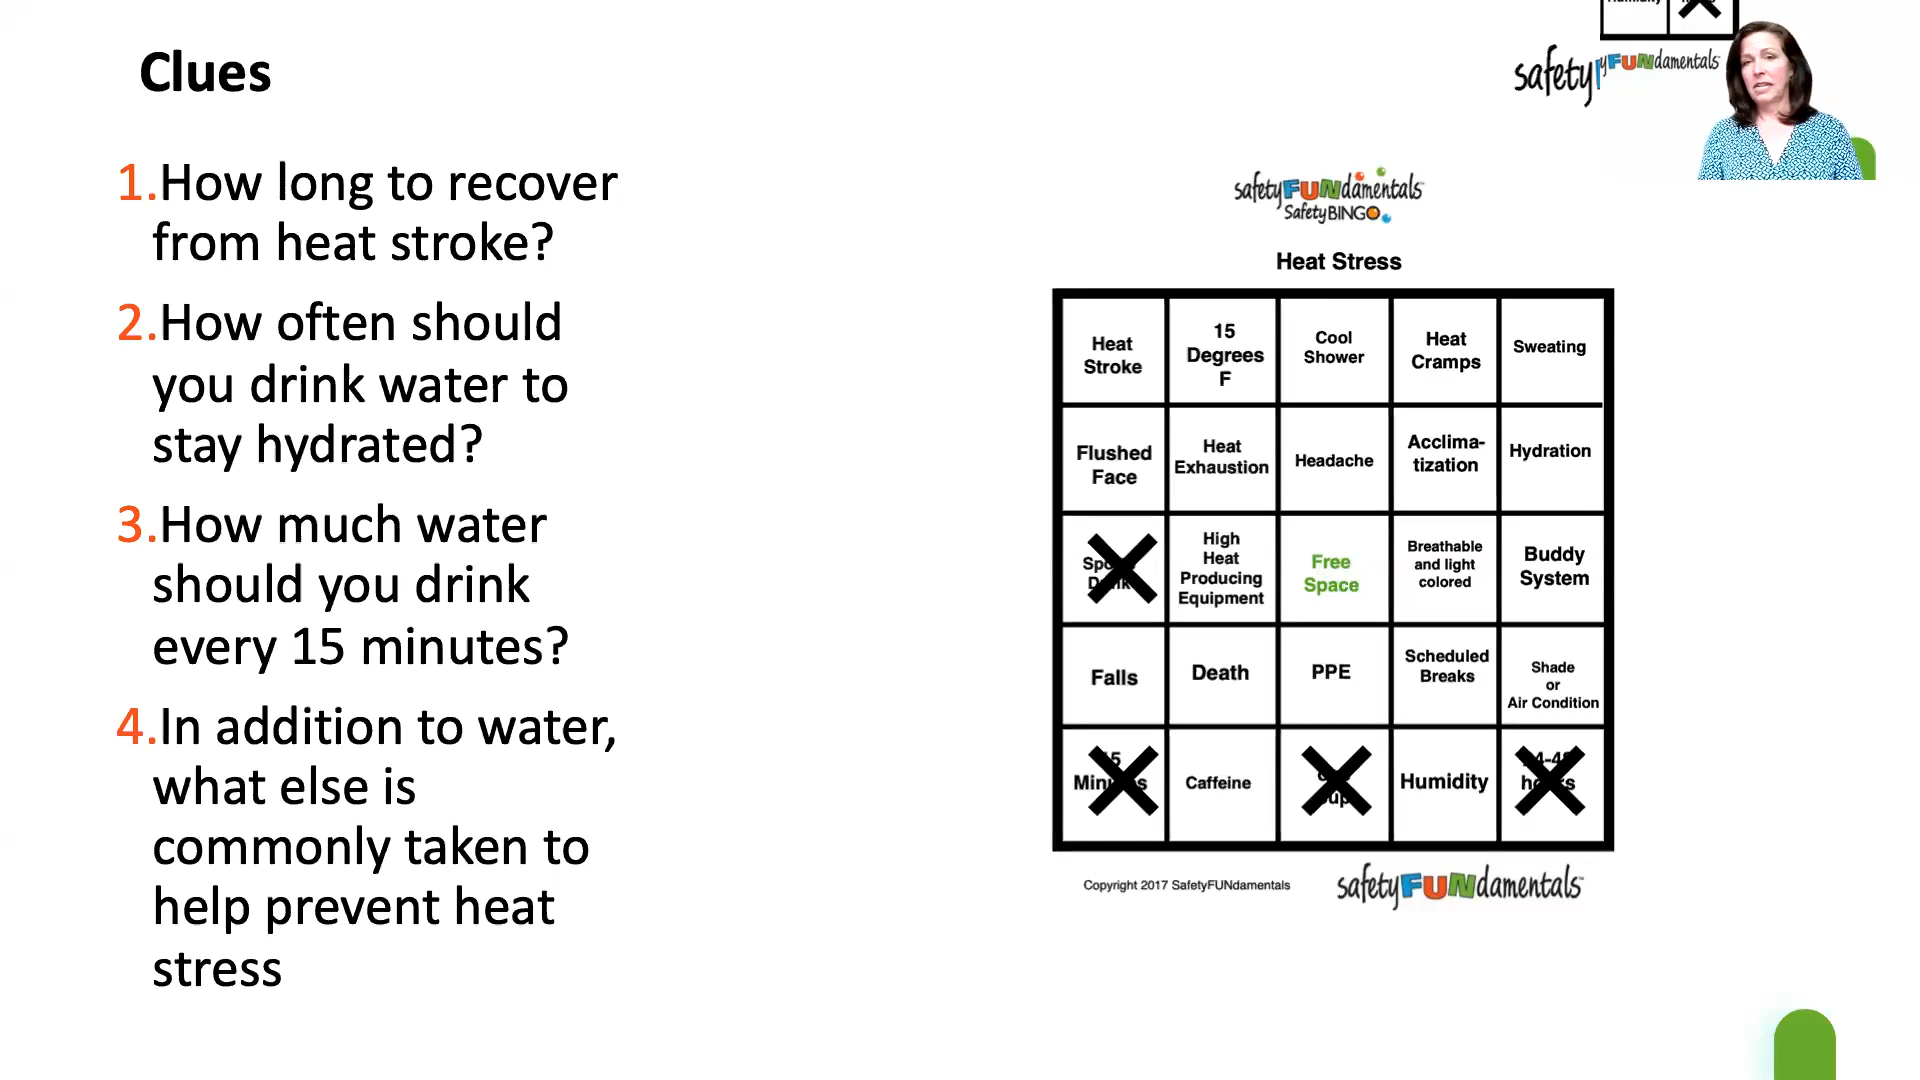 Clues
1.How long to recover
from heat stroke?
2.How often should
you drink water to
stay hydrated?
3.How much water
should you drink
every 15 minutes?
4.In addition to water,
what else is
commonly taken to
help prevent heat
stress
safety
FUNdamentals
safetyFUNdamentals
SafetyBINGO
Heat Stress
Heat
Stroke
15
Degrees
F
Cool
Shower
Heat
Cramps
Sweating
Flushed
Face
Heat
Exhaustion
Headache
Acclima-
tization
Hydration
High
Heat
Producing
Equipment
Free
Space
Breathable
and light
colored
Buddy
System
Falls
Death
PPE
Scheduled
Breaks
Shade
or
Air Condition
Caffeine
Humidity
Copyright 2017 SafetyFUNdamentals
safetyFUNdamentals